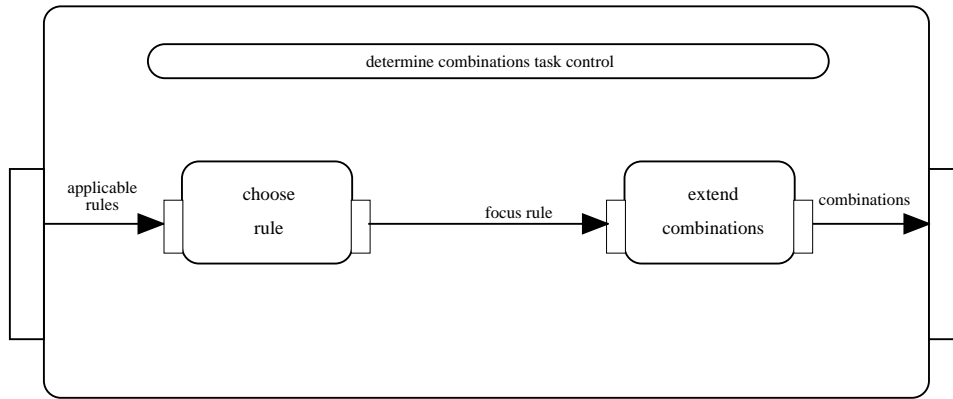 determine combinations task control
applicable
rules
choose
rule
focus rule
extend
combinations
combinations